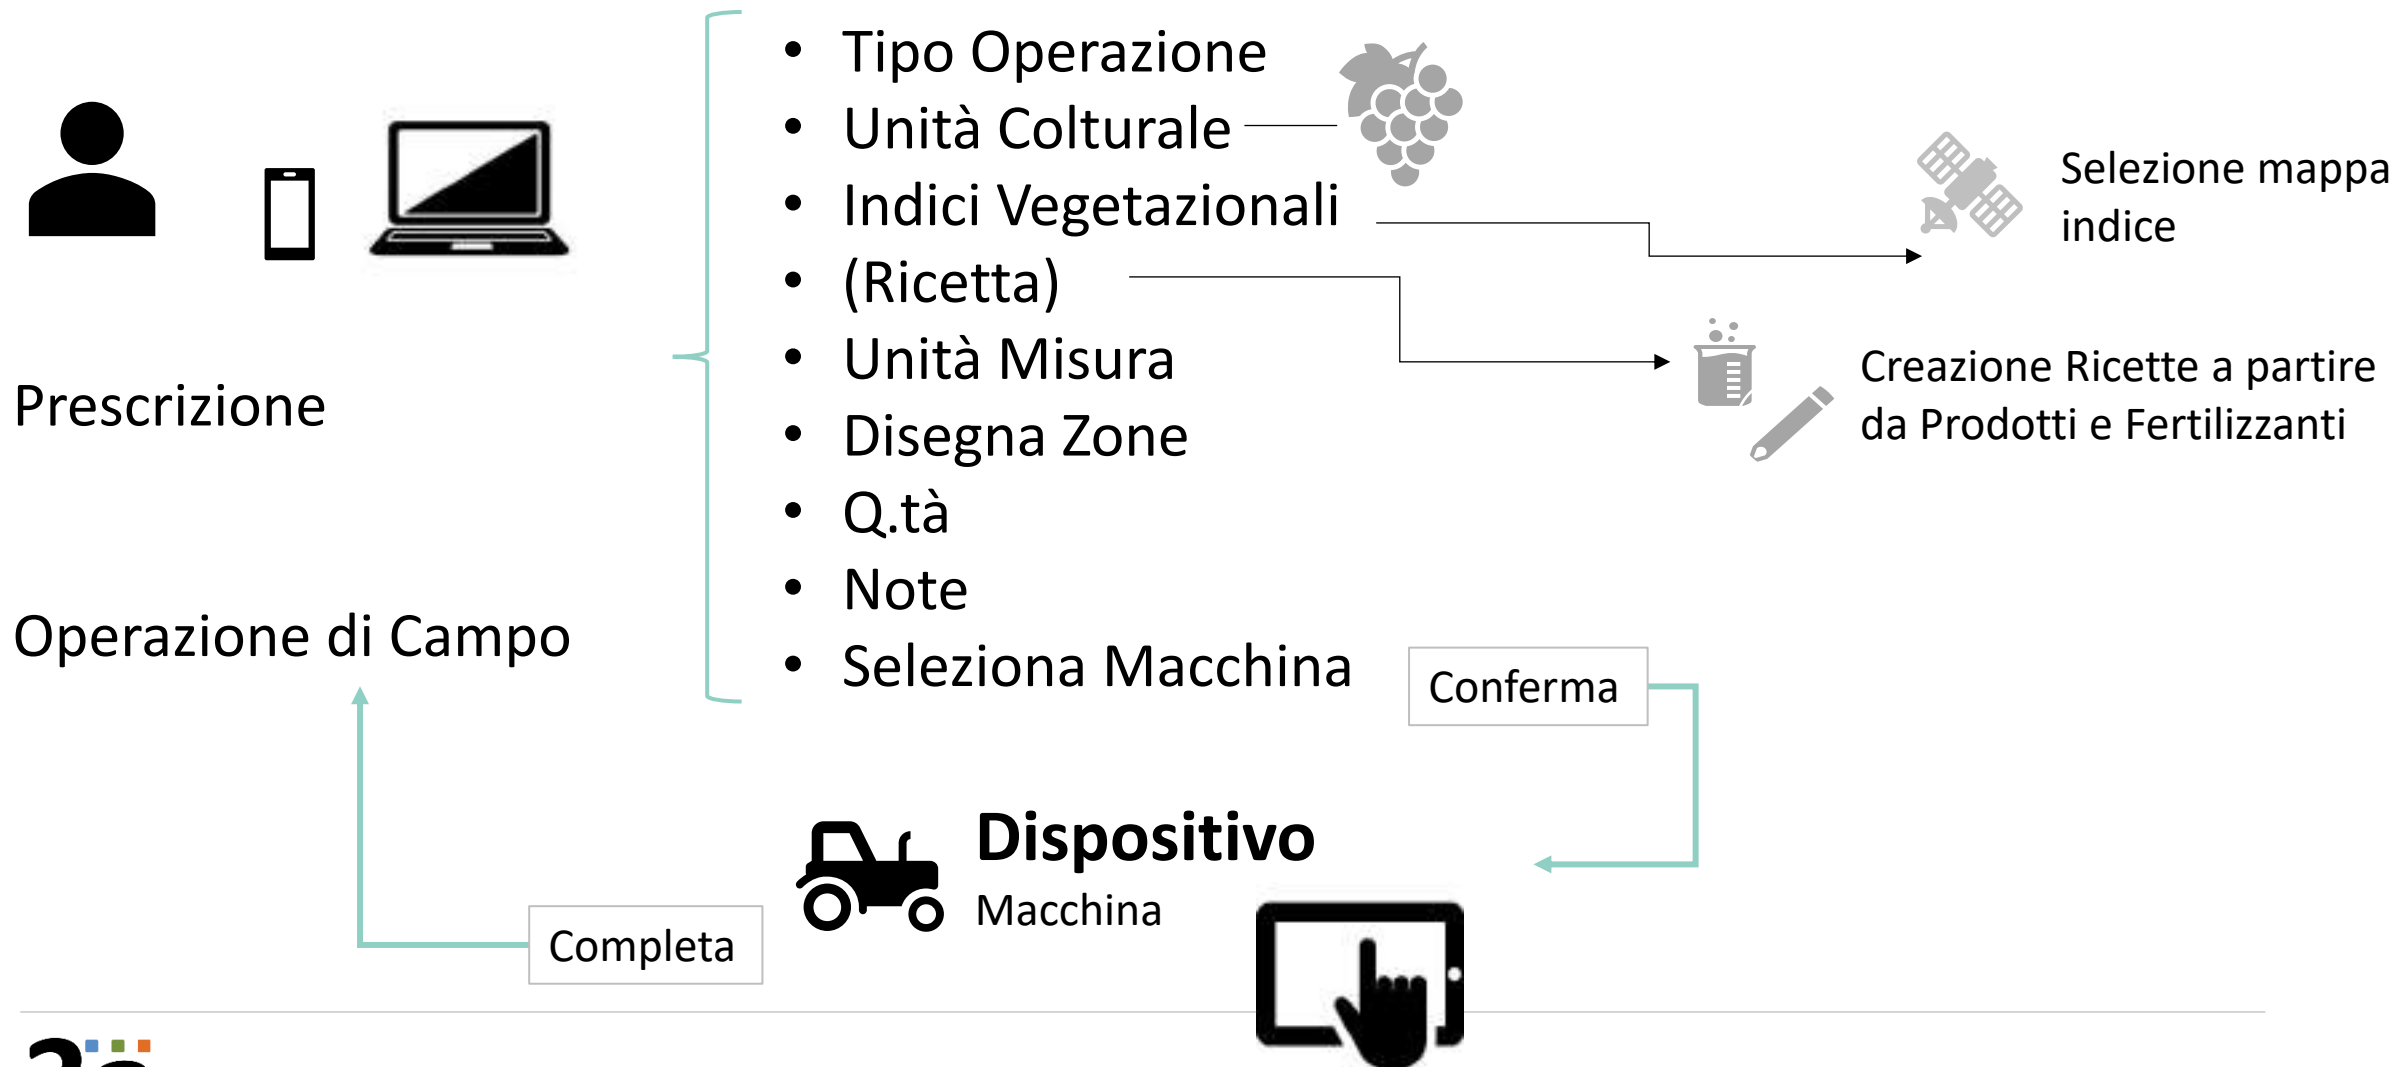 • Tipo Operazione
• Unità Colturale
• Indici Vegetazionali
• (Ricetta)
• Unità Misura
• Disegna Zone
• Q.tà
• Note
• Seleziona Macchina
Selezione mappa
indice
Creazione Ricette a partire
da Prodotti e Fertilizzanti
Prescrizione
Operazione di Campo
Conferma
Dispositivo
Macchina
Completa